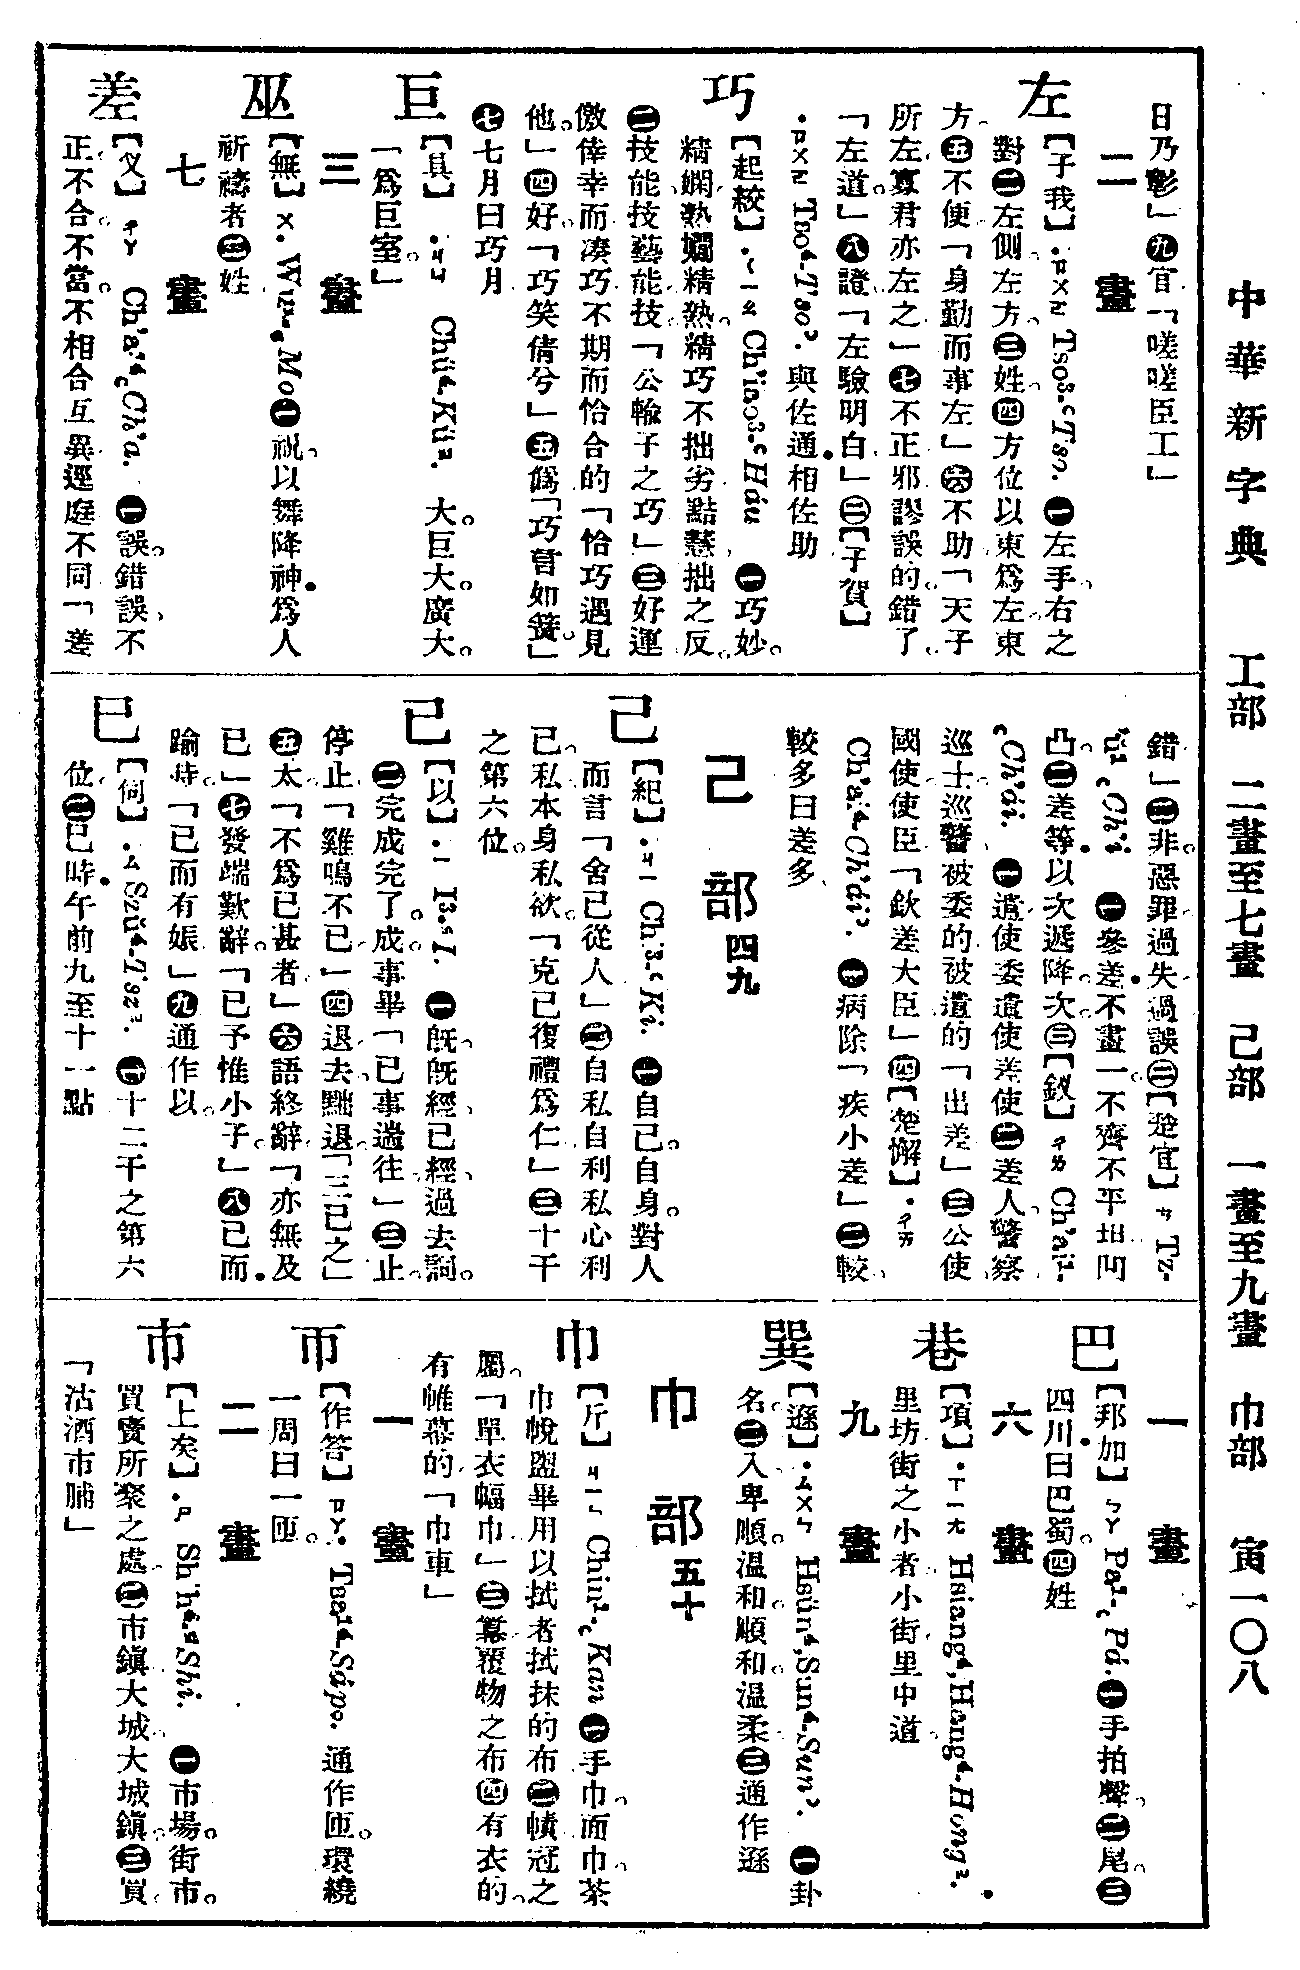 中華新字典　工部　二畫至七畫　己部　一畫至九畫　巾部　寅一〇八
日乃彰」九官「嗟嗟臣工」
二　畫
左
【子我】·ㄗㄨㄛ Tso³-ᶜTso. 一左手右之
對二左側左方三姓四方位以東爲左東
方五不便「身勤而事左」六不助「天子
所左寡君亦左之」七不正邪謬誤的錯了
「左道」八證「左驗明白」㊁【子賀】
·ㄗㄨㄛ Tso⁴-Tso². 與佐通相佐助
巧
【起絞】·ㄑㄧㄠ Ch'iao³-ᶜHáu 一巧妙
精嫻熟嫺精熟精巧不拙劣點慧拙之反
二技能技藝能技「公輸子之巧」三好運
儌倖幸而湊巧不期而恰合的「恰巧遇見
他」四好「巧笑倩兮」五僞「巧言如簧」
七七月曰巧月
巨
【具】·ㄐㄩ Chü⁴-Kü². 大巨大廣大
「爲巨室」
三　畫
巫
【無】ㄨ. Wu²-Mo 一祝以舞降神爲人
祈禱者二姓
七　畫
差
【叉】ㄔㄚ Ch'a¹-Ch'a. 一誤錯誤不
正不合不當不相合互異逕庭不同「差
錯」二非惡罪過失過誤㊁【楚宜】ㄘ Tz-
'ŭ¹-Ch'i 一參差不畫一不齊不平坦凹
凸二差等以次遞降次㊂【釵】ㄔㄞ Ch'ai¹-
Ch'ái. 一遣使委遣使差使二差人警察
巡士巡警被委的被遣的「出差」三公使
國使使臣「欽差大臣」㊃【楚懈】·ㄔㄞ
Ch'ai⁴-Ch'ái². 一病除「疾小差」二較
較多曰差多
己　部　四九
己
【紀】·ㄐㄧ Chi³-ᶜKi. 一自己自身對人
而言「舍己從人」二自私自利私心利
己私本身私欲「克己復禮爲仁」三十干
之第六位
已
【以】·ㄧ I³-ᶜI. 一既既經已經過去詞
二完成完了成事畢「已事遄往」三止
停止「雞鳴不已」四退去黜退「三已之」
五太「不爲已甚者」六語終辭「亦無及
已」七發端歎辭「已予惟小子」八已而
踰時「已而有娠」九通作以
巳
【伺】·ㄙ Szŭ⁴-Tsz². 一十二干之第六
位二巳時午前九至十一點
一　畫
巴
【邦加】ㄅㄚ Pa¹-Pá. 一手拍聲二尾三
四川曰巴蜀四姓
六　畫
巷
【項】·ㄒㄧㄤ Hsiang⁴,Hang⁴-Hong².
里坊街之小者小街里中道
九　畫
巽
【遜】·ㄙㄨㄣ Hsün⁴,Sun⁴-Sun². 一卦
名二入卑順溫和順和溫柔三通作遜
巾　部　五十
巾
【斤】ㄐㄧㄣ Chin¹-Kan 一手巾面巾茶
巾帨盥畢用以拭者拭抹的布二幘冠之
屬「單衣幅巾」三羃覆物之布四有衣的
有帷幕的「巾車」
一　畫
帀
【作答】ㄗㄚ. Tsa¹⁴-Sáp. 通作匝環繞
一周曰一匝
二　畫
市
【上矣】·ㄕ Shih⁴-Shi. 一市場街市
買賣所聚之處二市鎭大城大城鎭三買
「沽酒市脯」